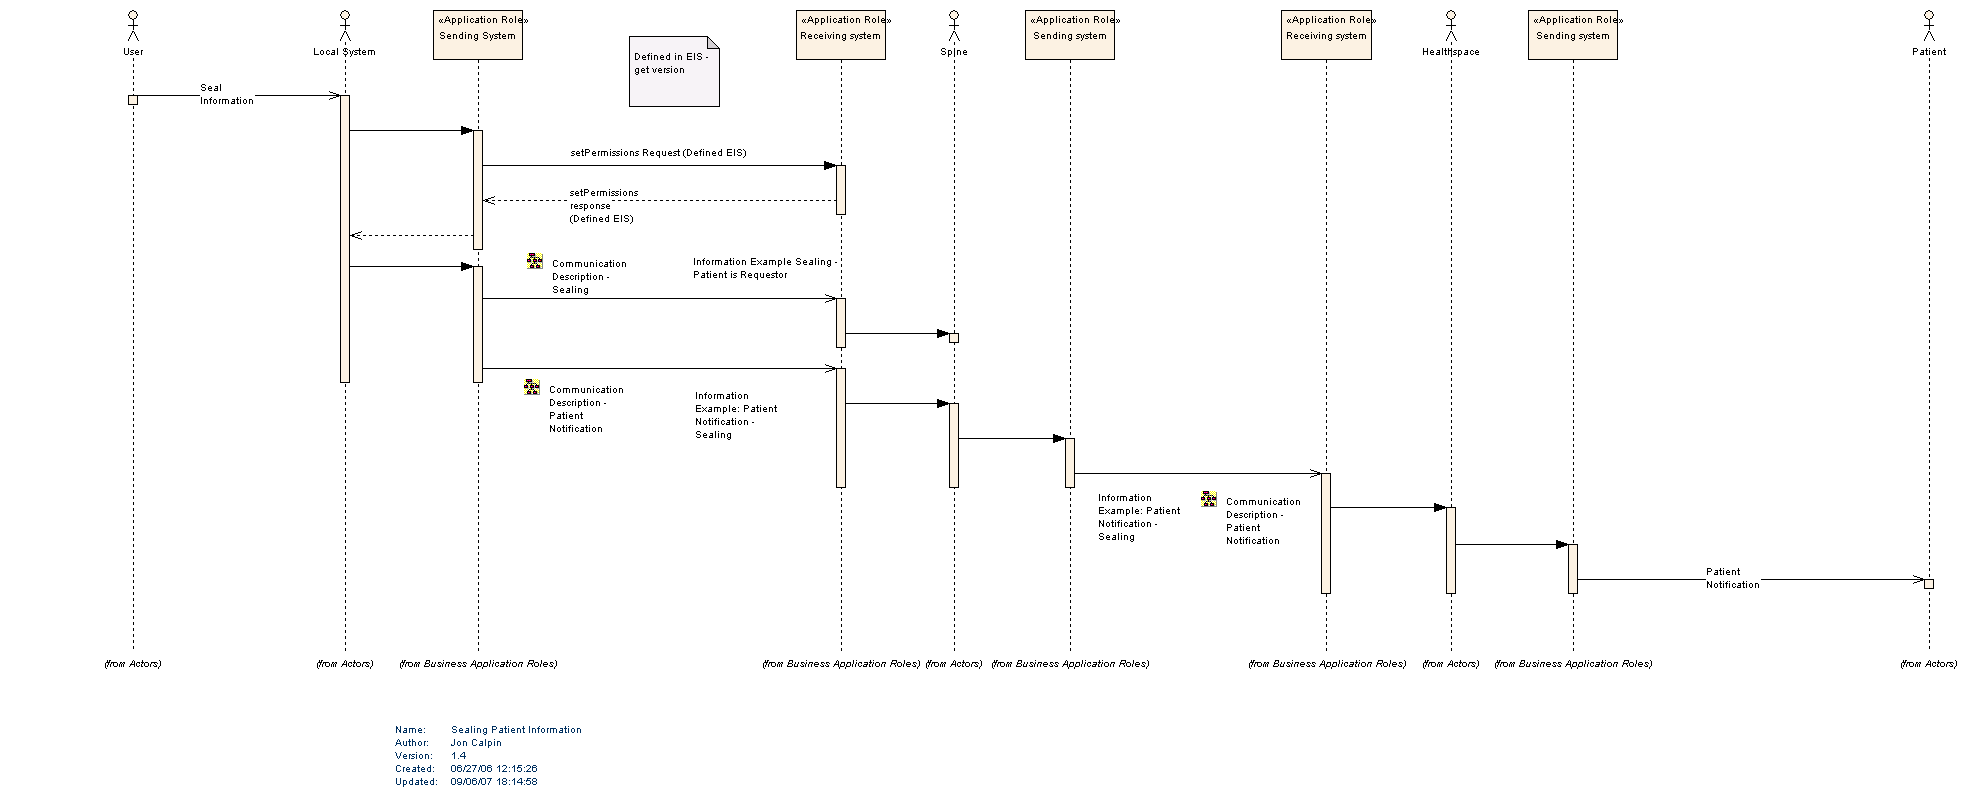 «Application Role»
Sending System
«Application Role»
Receiving system
«Application Role»
Sending system
«Application Role»
Receiving system
«Application Role»
Sending system
User
Local System
Spine
Healthspace
Patient
Defined in EIS -
get version
Seal
Information
setPermissions Request (Defined EIS)
setPermissions
response
(Defined EIS)
Communication
Description -
Sealing
Information Example Sealing -
Patient is Requestor
Communication
Description -
Patient
Notification
Information
Example: Patient
Notification -
Sealing
Information
Example: Patient
Notification -
Sealing
Communication
Description -
Patient
Notification
Patient
Notification
(from Actors)
(from Actors)
(from Business Application Roles)
(from Business Application Roles)
(from Actors)
(from Business Application Roles)
(from Business Application Roles)
(from Actors)
(from Business Application Roles)
(from Actors)
Name: Sealing Patient Information
Author: Jon Calpin
Version: 1.4
Created: 06/27/06 12:15:26
Updated: 09/06/07 18:14:58